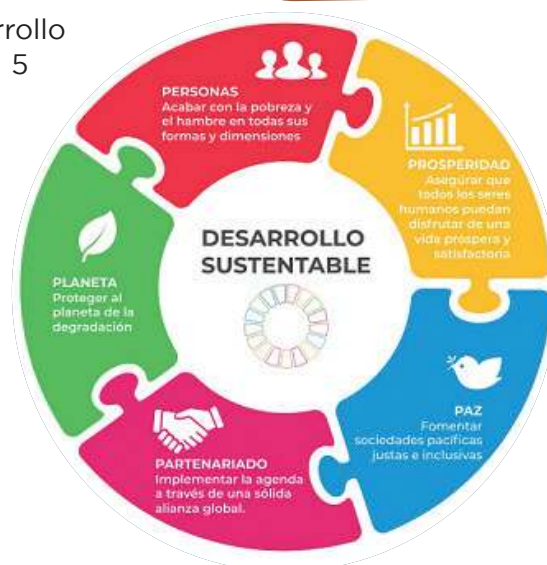 rrollo
5
PERSONAS
Acabar con la pobreza y
el hambre en todas sus
formas y dimensiones
PROSPERIDAD
Asegurar que
todos los seres
humanos puedan
disfrutar de una
vida próspera y
satisfactoria
DESARROLLO
SUSTENTABLE
PLANETA
Proteger al
planeta de la
degradación
PAZ
Fomentar
sociedades pacíficas
justas e inclusivas
PARTENARIADO
Implementar la agenda
a través de una sólida
alianza global.